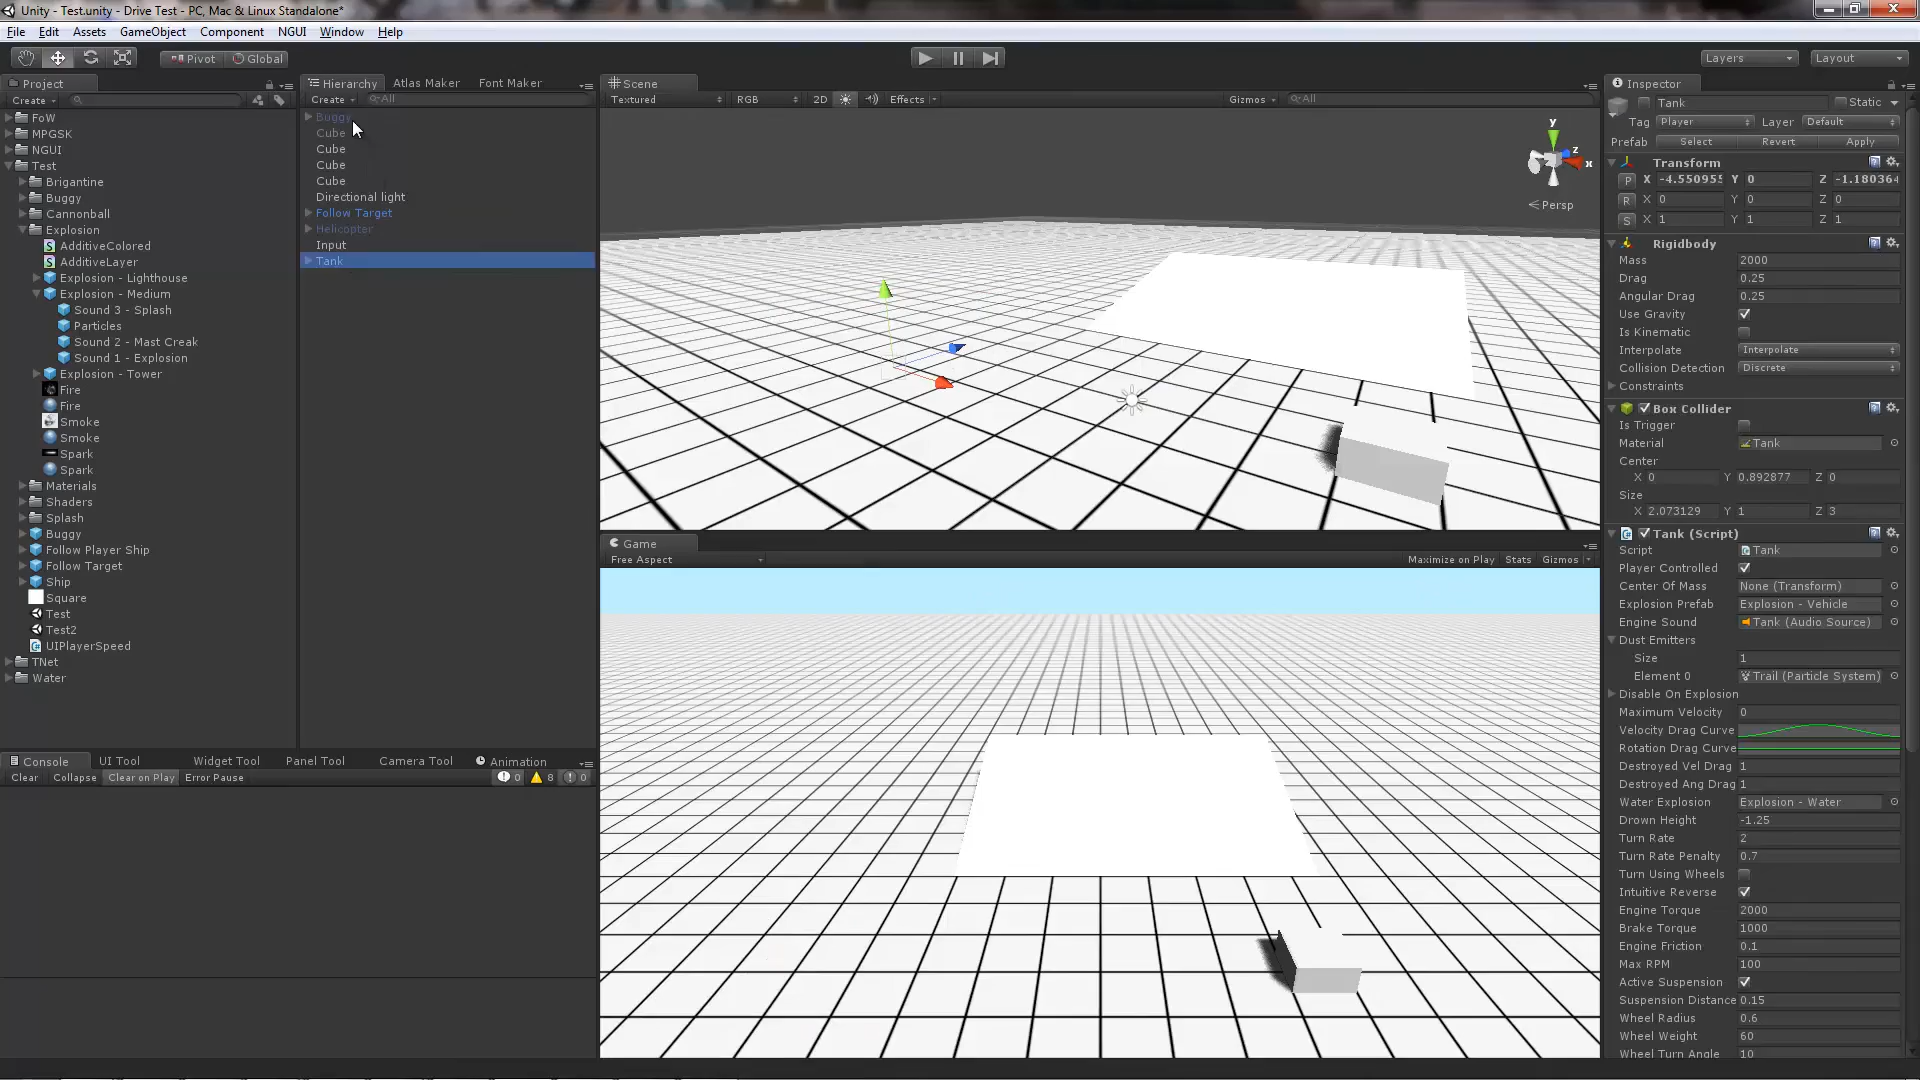 Unity - Test.unity - Drive Test - PC, Mac & Linux Standalone*
File Edit Assets GameObject Component NGUI Window Help
Pivot Global Layers Layout
Project
Create
FoW
MPGSK
NGUI
Test
Brigantine
Buggy
Cannonball
Explosion
AdditiveColored
AdditiveLayer
Explosion - Lighthouse
Explosion - Medium
Sound 3 - Splash
Particles
Sound 2 - Mast Creak
Sound 1 - Explosion
Explosion - Tower
Fire
Fire
Smoke
Smoke
Spark
Spark
Materials
Shaders
Splash
Buggy
Follow Player Ship
Follow Target
Ship
Square
Test
Test2
UIPlayerSpeed
TNet
Water
Hierarchy Atlas Maker Font Maker
Create All
Buggy
Cube
Cube
Cube
Cube
Directional light
Follow Target
Helicopter
Input
Tank
Console UI Tool Widget Tool Panel Tool Camera Tool Animation
Clear Collapse Clear on Play Error Pause 0 8 0
Scene
Textured RGB 2D Effects Gizmos All
y
z
x
Persp
Game
Free Aspect Maximize on Play Stats Gizmos
Inspector
Tank Static
Tag Player Layer Default
Prefab Select Revert Apply
Transform
P X -4.550955 Y 0 Z -1.180364
R X 0 Y 0 Z 0
S X 1 Y 1 Z 1
Rigidbody
Mass 2000
Drag 0.25
Angular Drag 0.25
Use Gravity
Is Kinematic
Interpolate Interpolate
Collision Detection Discrete
Constraints
Box Collider
Is Trigger
Material Tank
Center
X 0 Y 0.892877 Z 0
Size
X 2.073129 Y 1 Z 3
Tank (Script)
Script Tank
Player Controlled
Center Of Mass None (Transform)
Explosion Prefab Explosion - Vehicle
Engine Sound Tank (Audio Source)
Dust Emitters
Size 1
Element 0 Trail (Particle System)
Disable On Explosion
Maximum Velocity 0
Velocity Drag Curve
Rotation Drag Curve
Destroyed Vel Drag 1
Destroyed Ang Drag 1
Water Explosion Explosion - Water
Drown Height -1.25
Turn Rate 2
Turn Rate Penalty 0.7
Turn Using Wheels
Intuitive Reverse
Engine Torque 2000
Brake Torque 1000
Engine Friction 0.1
Max RPM 100
Active Suspension
Suspension Distance 0.15
Wheel Radius 0.6
Wheel Weight 60
Wheel Turn Angle 10